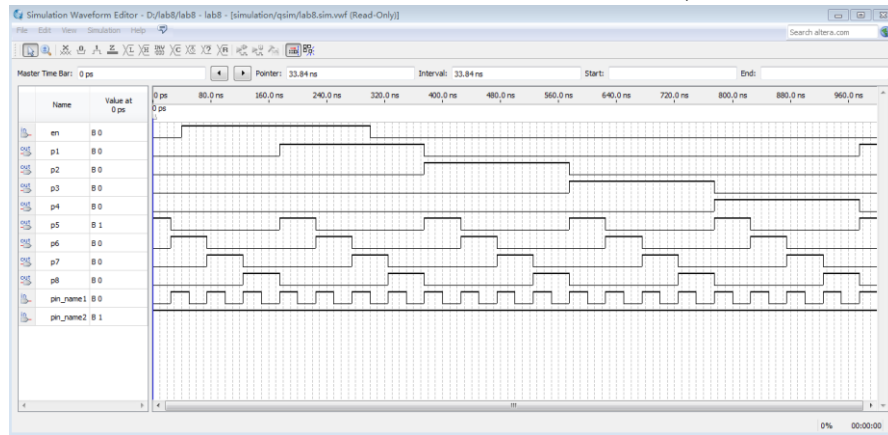 Simulation Waveform Editor - D:/lab8/lab8 - lab8 - [simulation/qsim/lab8.sim.vwf (Read-Only)]
File Edit View Simulation Help
Search altera.com
Master Time Bar: 0 ps Pointer: 33.84 ns Interval: 33.84 ns Start: End:
Name Value at 0 ps
0 ps 80.0 ns 160.0 ns 240.0 ns 320.0 ns 400.0 ns 480.0 ns 560.0 ns 640.0 ns 720.0 ns 800.0 ns 880.0 ns 960.0 ns
0 ps
en B 0
p1 B 0
p2 B 0
p3 B 0
p4 B 0
p5 B 1
p6 B 0
p7 B 0
p8 B 0
pin_name1 B 0
pin_name2 B 1
0% 00:00:00